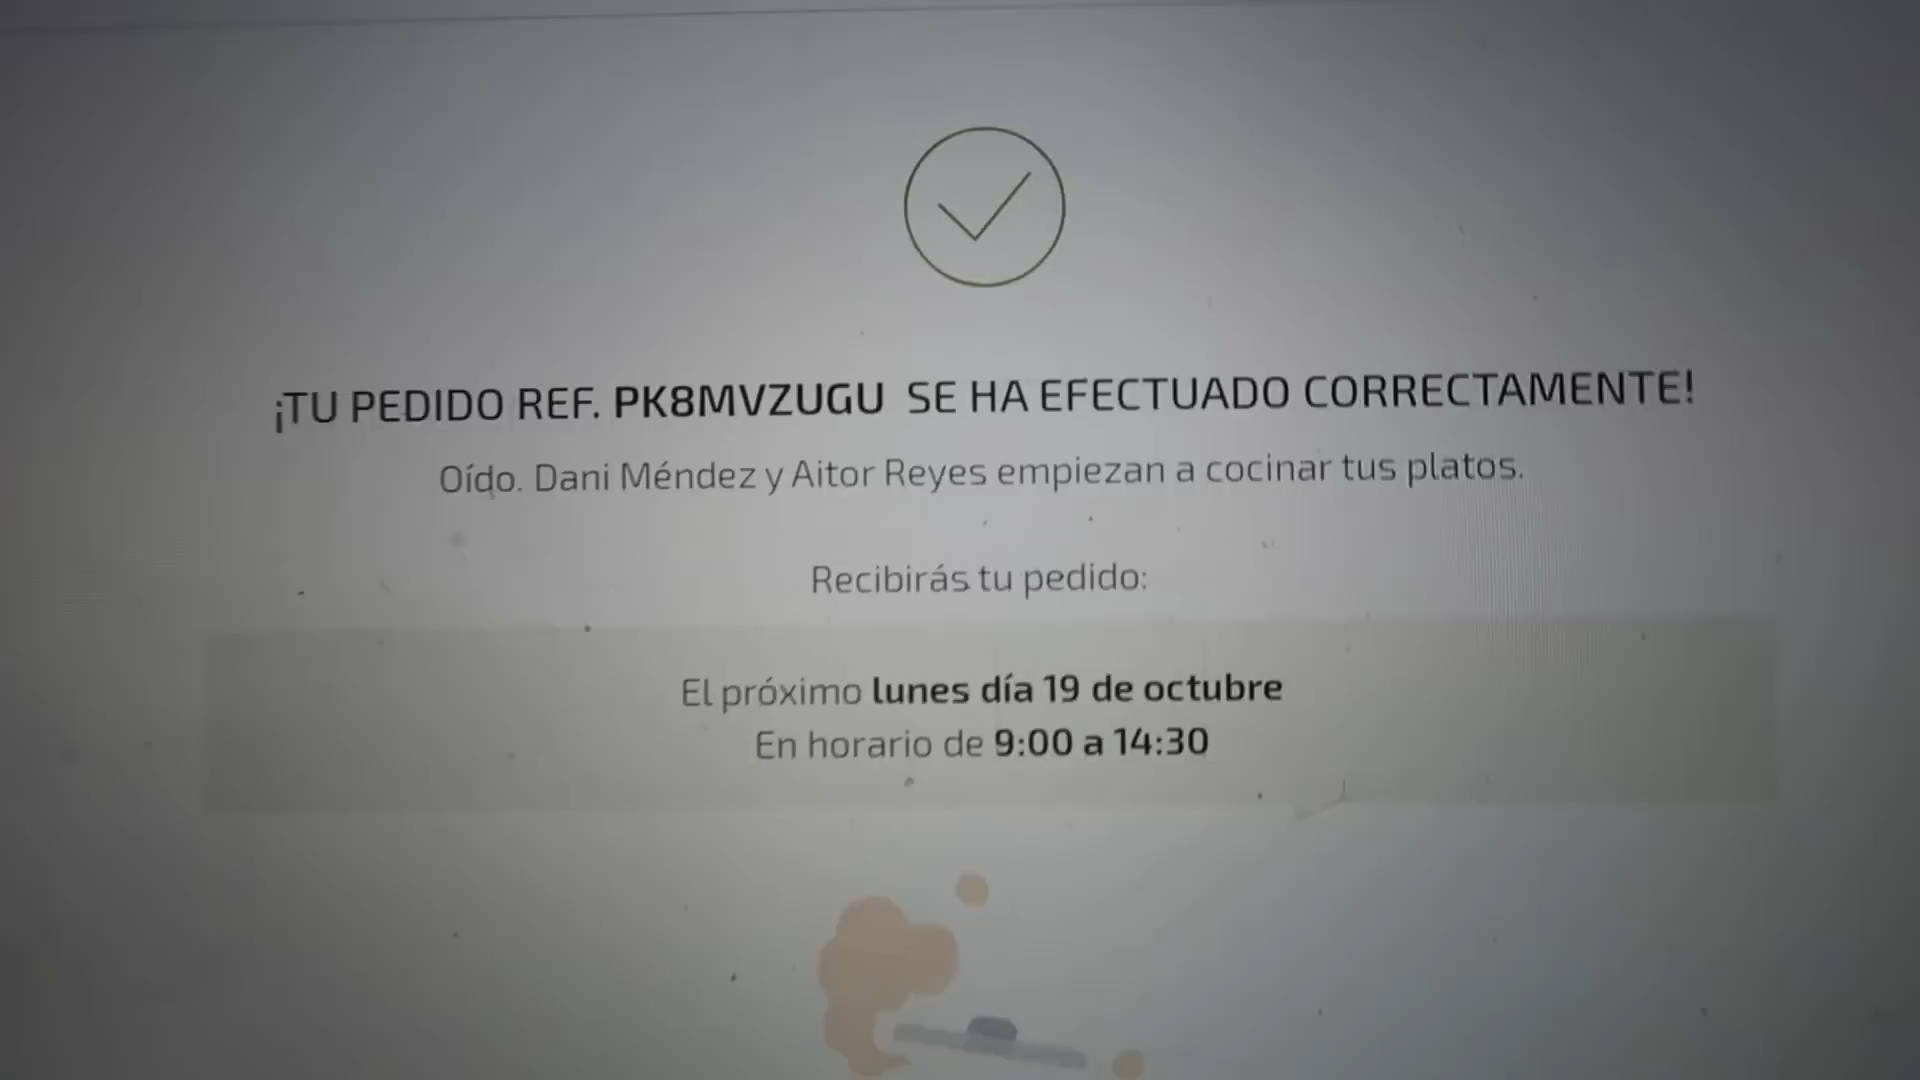 ¡TU PEDIDO REF. PK8MVZUGU SE HA EFECTUADO CORRECTAMENTE!
Oído. Dani Méndez y Aitor Reyes empiezan a cocinar tus platos.
Recibirás tu pedido:
El próximo lunes día 19 de octubre
En horario de 9:00 a 14:30